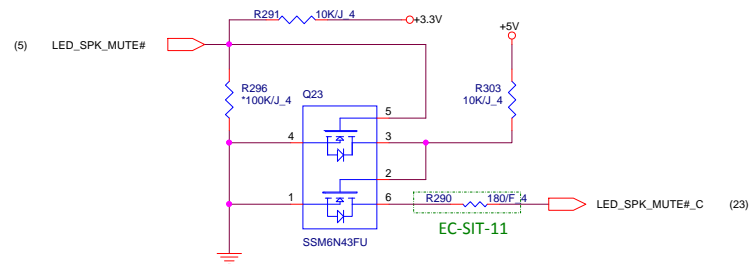 R291 10K/J_4 +3.3V
+5V
(5) LED_SPK_MUTE#
R296
*100K/J_4
Q23
R303
10K/J_4
5
4 3
2
1 6
R290 180/F_4
LED_SPK_MUTE#_C (23)
EC-SIT-11
SSM6N43FU